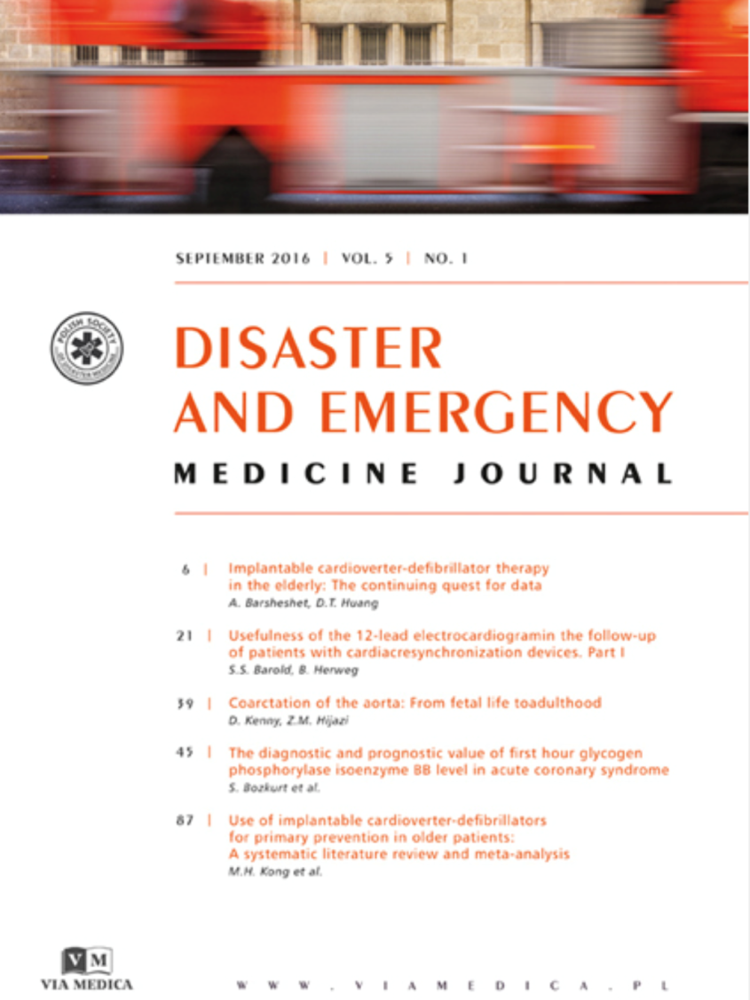 SEPTEMBER 2016 | VOL. 5 | NO. 1
POLISH SOCIETY
OF DISASTER MEDICINE
DISASTER
AND EMERGENCY
MEDICINE JOURNAL
6 | Implantable cardioverter-defibrillator therapy
in the elderly: The continuing quest for data
A. Barsheshet, D.T. Huang
21 | Usefulness of the 12-lead electrocardiogramin the follow-up
of patients with cardiacresynchronization devices. Part I
S.S. Barold, B. Herweg
39 | Coarctation of the aorta: From fetal life toadulthood
D. Kenny, Z.M. Hijazi
45 | The diagnostic and prognostic value of first hour glycogen
phosphorylase isoenzyme BB level in acute coronary syndrome
S. Bozkurt et al.
87 | Use of implantable cardioverter-defibrillators
for primary prevention in older patients:
A systematic literature review and meta-analysis
M.H. Kong et al.
VM
VIA MEDICA
WWW.VIAMEDICA.PL